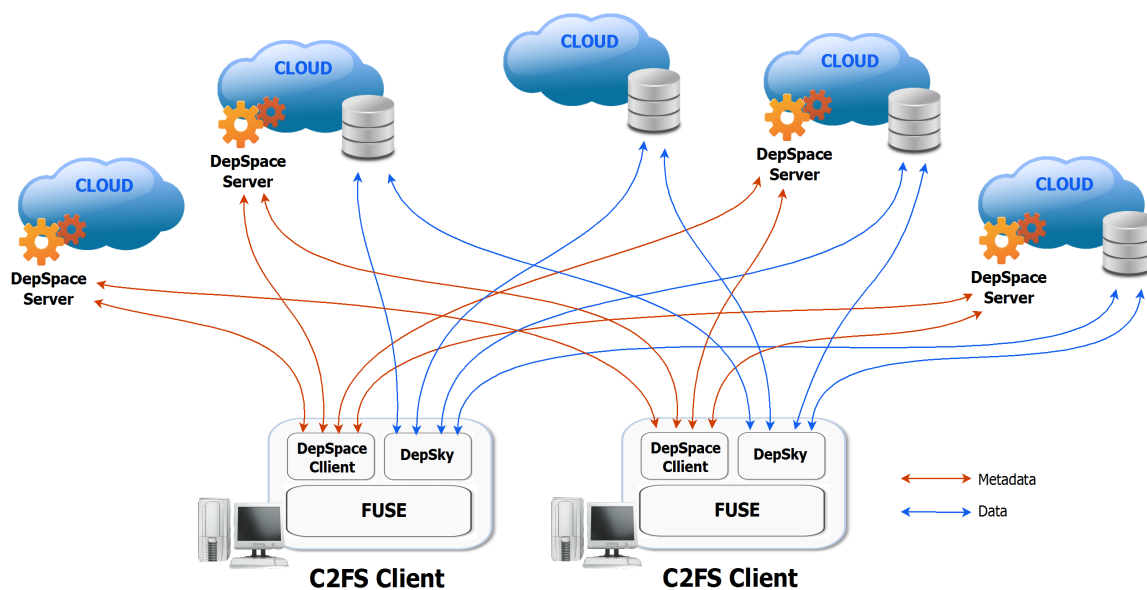 CLOUD
DepSpace
Server
CLOUD
DepSpace
Server
CLOUD
CLOUD
DepSpace
Server
CLOUD
DepSpace
Server
DepSpace
Cllient
DepSky
FUSE
C2FS Client
DepSpace
Cllient
DepSky
FUSE
C2FS Client
Metadata
Data